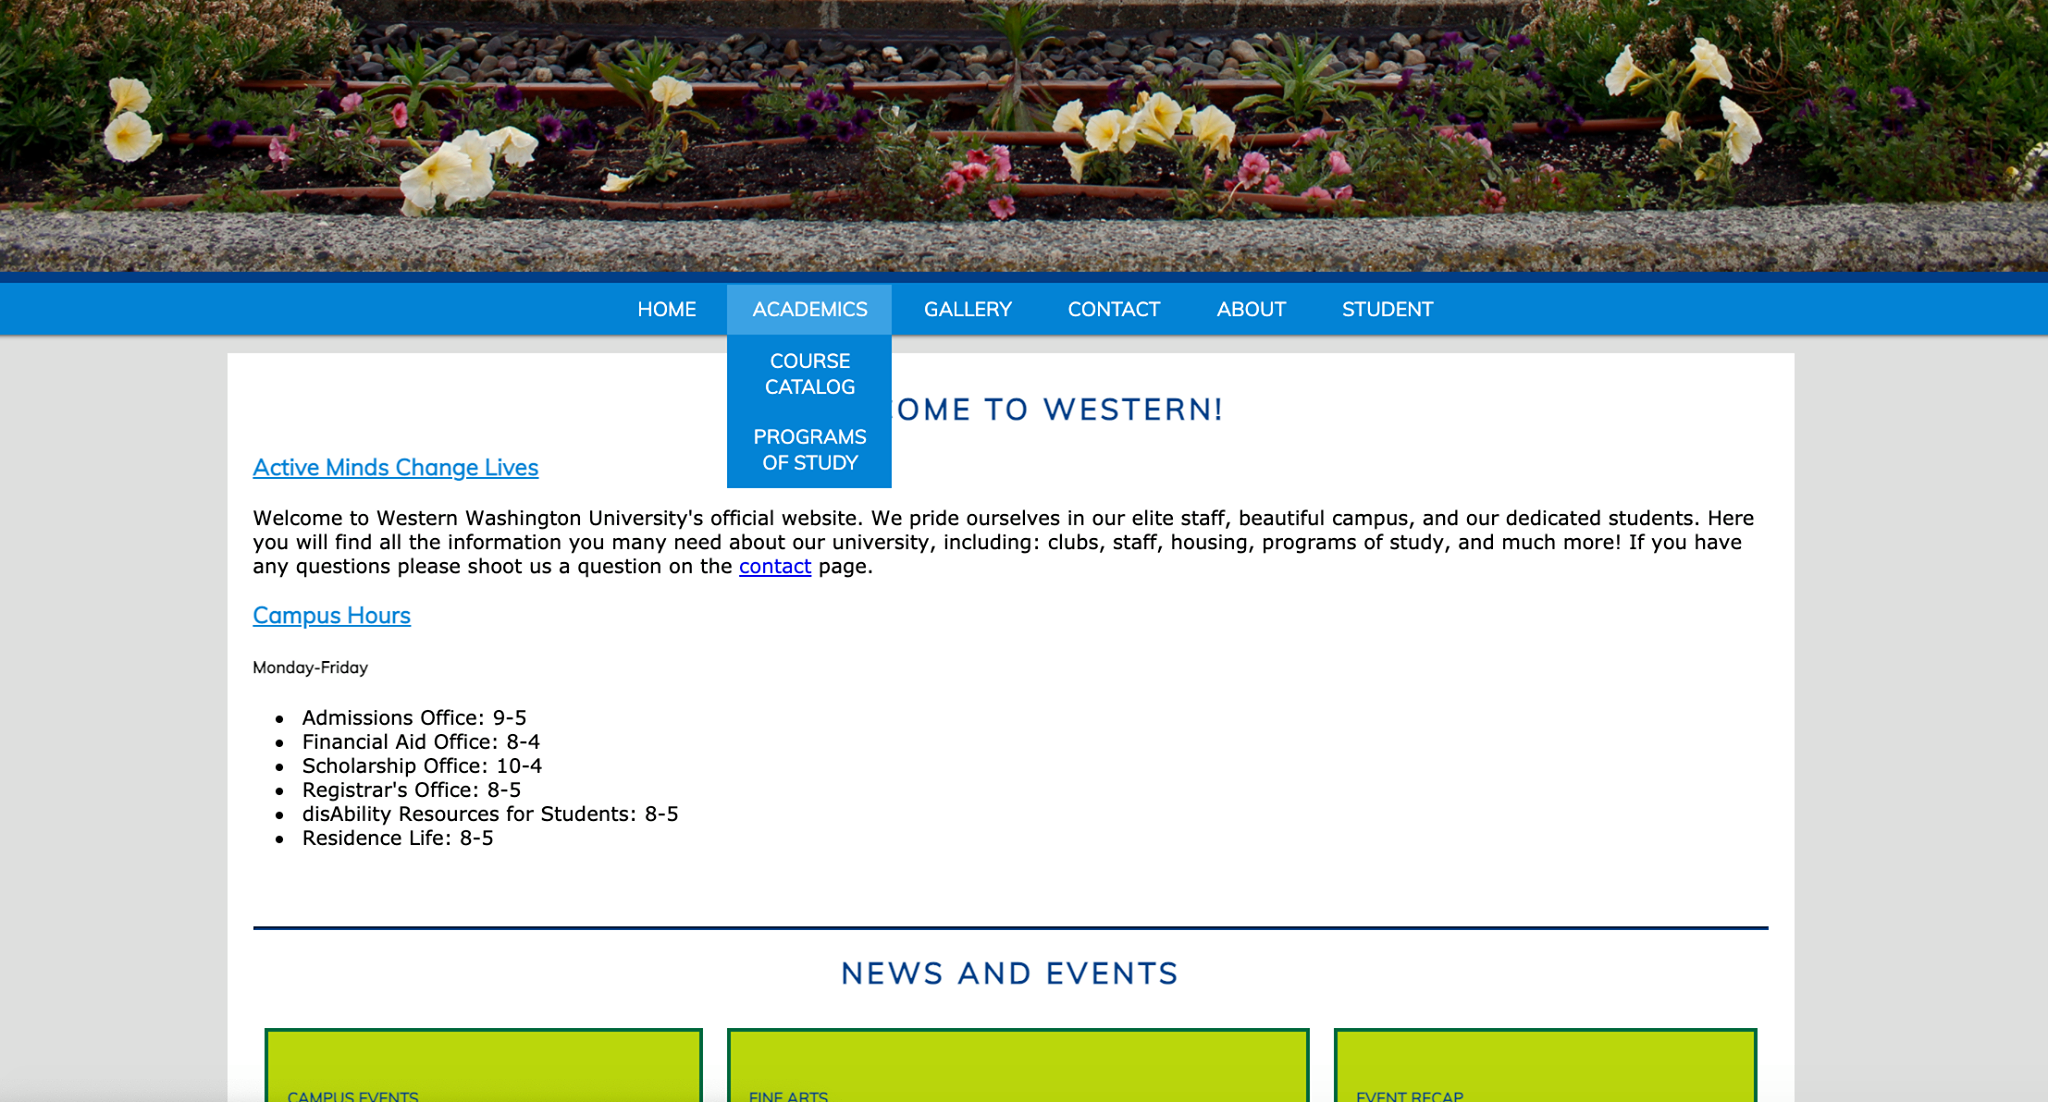 HOME ACADEMICS GALLERY CONTACT ABOUT STUDENT
COURSE
CATALOG
PROGRAMS
OF STUDY
OME TO WESTERN!
Active Minds Change Lives
Welcome to Western Washington University's official website. We pride ourselves in our elite staff, beautiful campus, and our dedicated students. Here
you will find all the information you many need about our university, including: clubs, staff, housing, programs of study, and much more! If you have
any questions please shoot us a question on the contact page.
Campus Hours
Monday-Friday
• Admissions Office: 9-5
• Financial Aid Office: 8-4
• Scholarship Office: 10-4
• Registrar's Office: 8-5
• disAbility Resources for Students: 8-5
• Residence Life: 8-5
NEWS AND EVENTS
CAMPUS EVENTS FINE ARTS EVENT RECAP